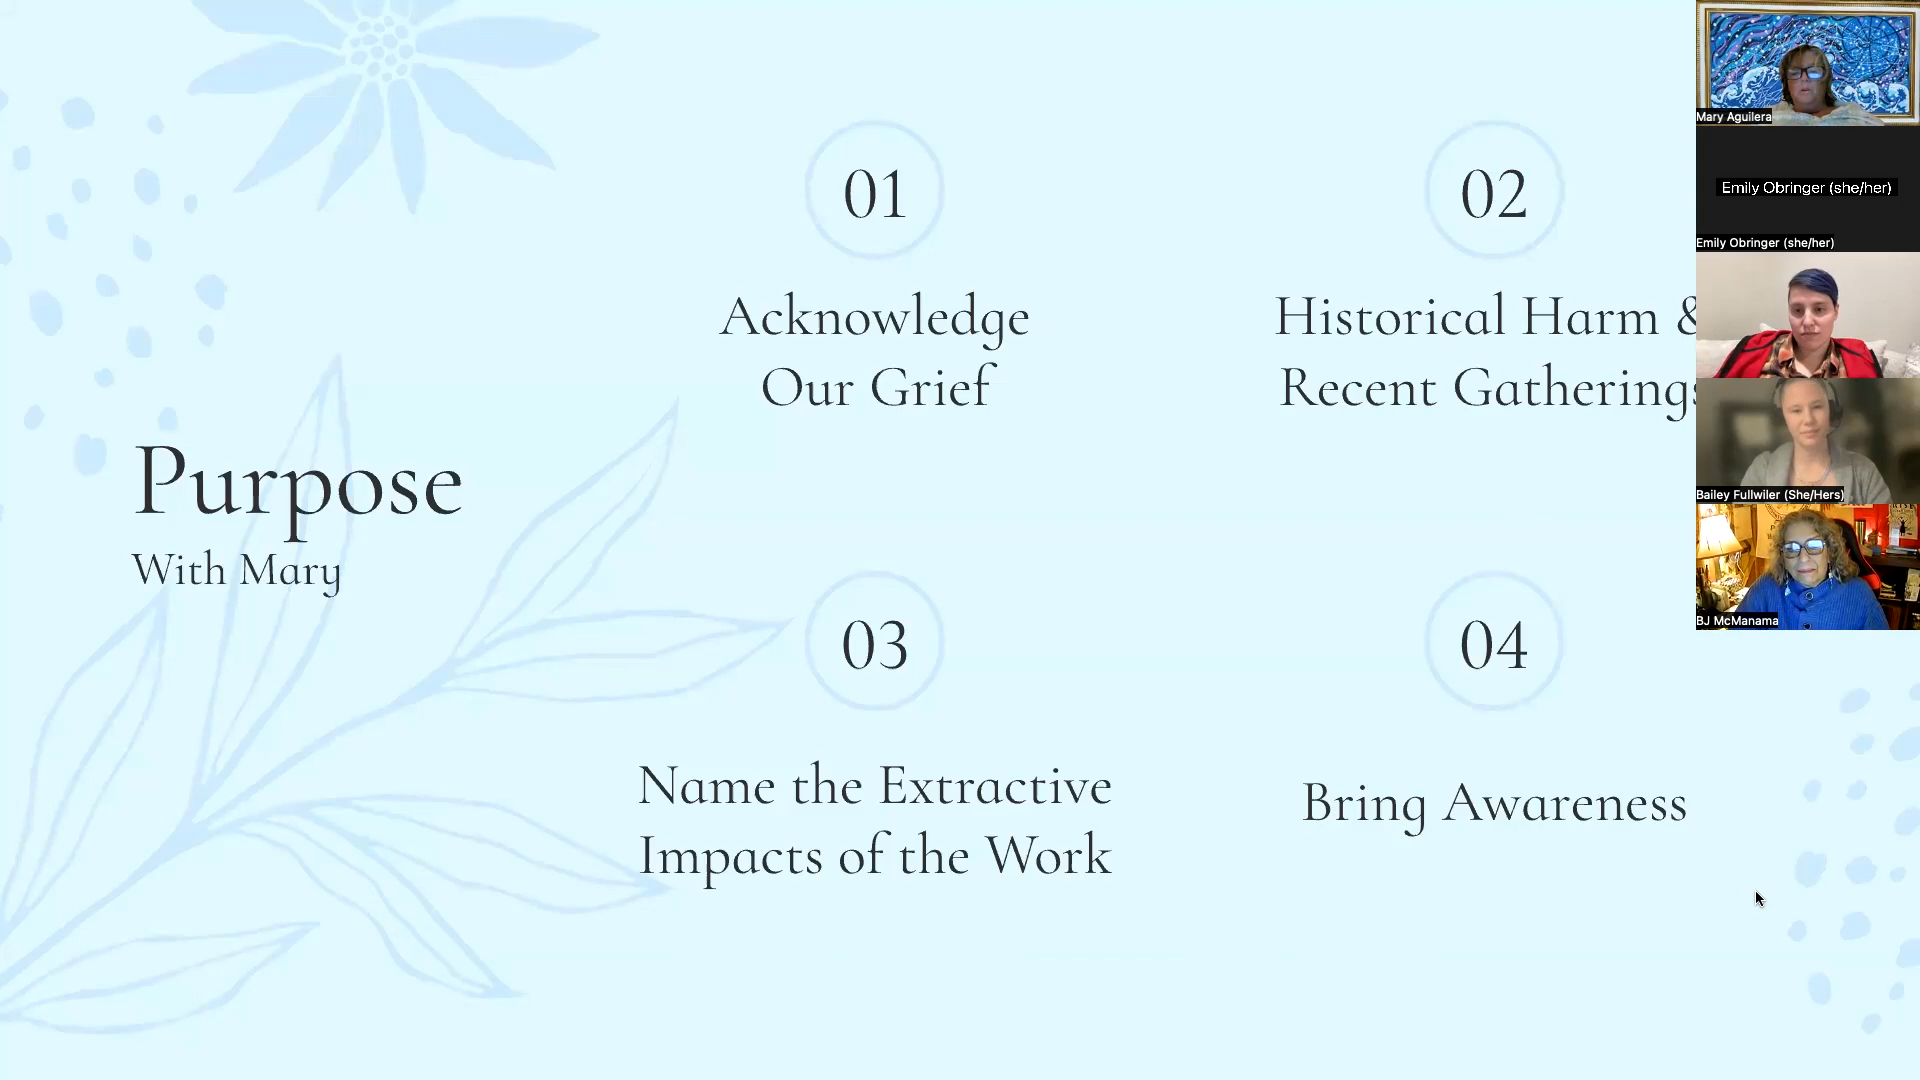 Purpose
With Mary
01
Acknowledge
Our Grief
02
Historical Harm &
Recent Gatherings
03
Name the Extractive
Impacts of the Work
04
Bring Awareness
Mary Aguilera
Emily Obringer (she/her)
Emily Obringer (she/her)
Bailey Fullwiler (She/Hers)
BJ McManama